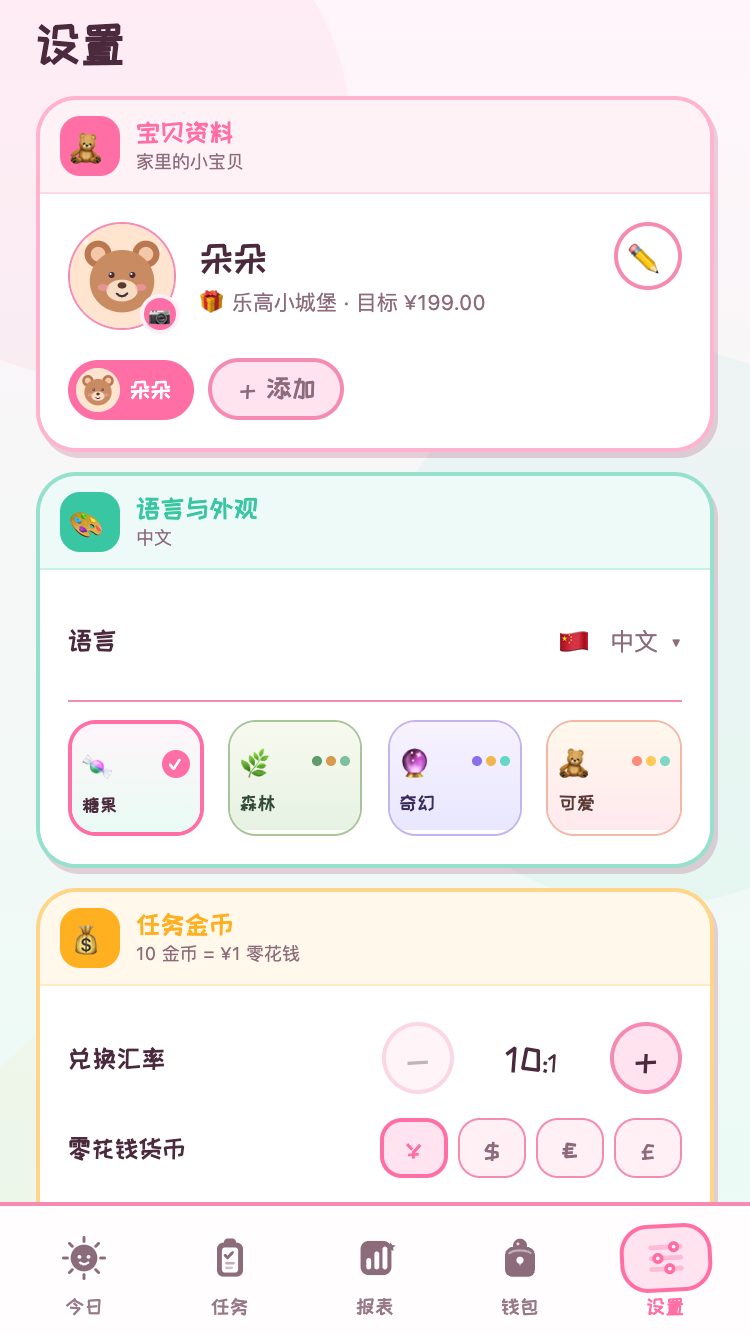 设置
宝贝资料
家里的小宝贝
朵朵
乐高小城堡 · 目标 ¥199.00
朵朵
+ 添加
语言与外观
中文
语言
中文
糖果
森林
奇幻
可爱
任务金币
10 金币 = ¥1 零花钱
兑换汇率
− 10:1 +
零花钱货币
¥ $ € £
今日
任务
报表
钱包
设置